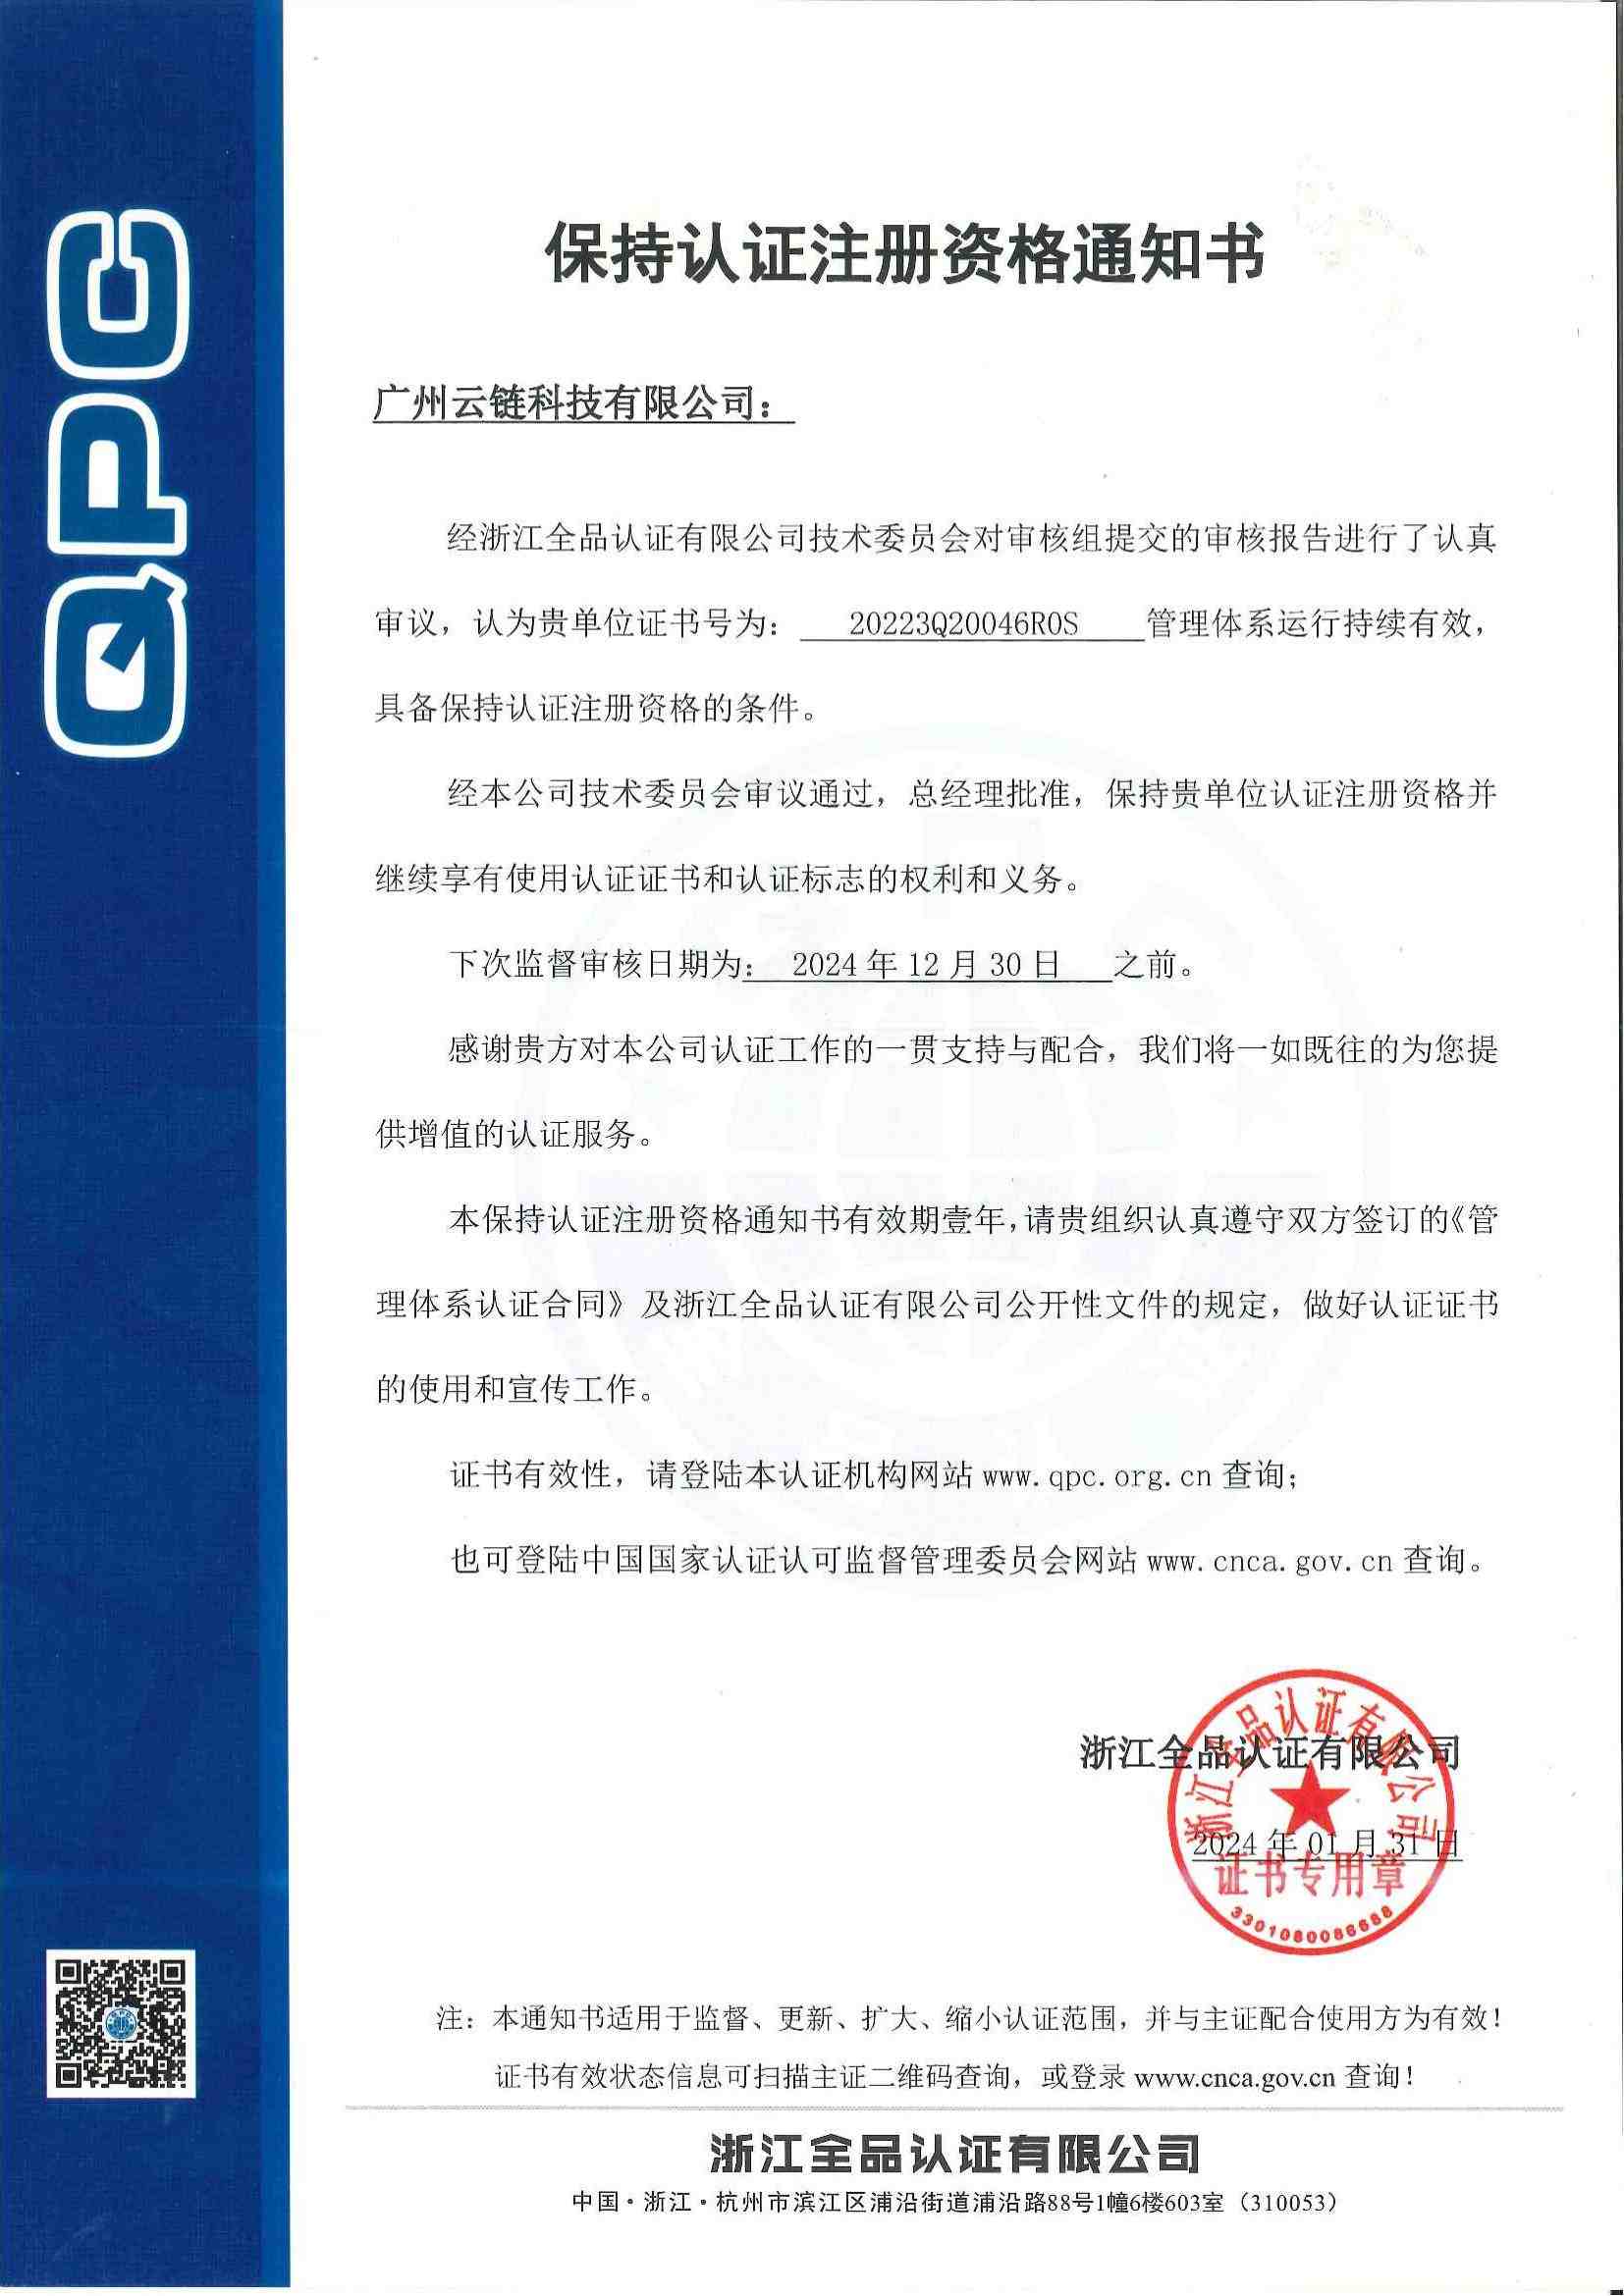 QPC
保持认证注册资格通知书
广州云链科技有限公司：
经浙江全品认证有限公司技术委员会对审核组提交的审核报告进行了认真
审议，认为贵单位证书号为： 20223Q20046R0S 管理体系运行持续有效，
具备保持认证注册资格的条件。
经本公司技术委员会审议通过，总经理批准，保持贵单位认证注册资格并
继续享有使用认证证书和认证标志的权利和义务。
下次监督审核日期为： 2024 年 12 月 30 日 之前。
感谢贵方对本公司认证工作的一贯支持与配合，我们将一如既往的为您提
供增值的认证服务。
本保持认证注册资格通知书有效期壹年，请贵组织认真遵守双方签订的《管
理体系认证合同》及浙江全品认证有限公司公开性文件的规定，做好认证证书
的使用和宣传工作。
证书有效性，请登陆本认证机构网站 www.qpc.org.cn 查询；
也可登陆中国国家认证认可监督管理委员会网站 www.cnca.gov.cn 查询。
浙江全品认证有限公司
2024 年 01 月 31 日
浙江全品认证有限公司
证书专用章
3301080086688
注：本通知书适用于监督、更新、扩大、缩小认证范围，并与主证配合使用方为有效！
证书有效状态信息可扫描主证二维码查询，或登录 www.cnca.gov.cn 查询！
浙江全品认证有限公司
中国·浙江·杭州市滨江区浦沿街道浦沿路88号1幢6楼603室（310053）